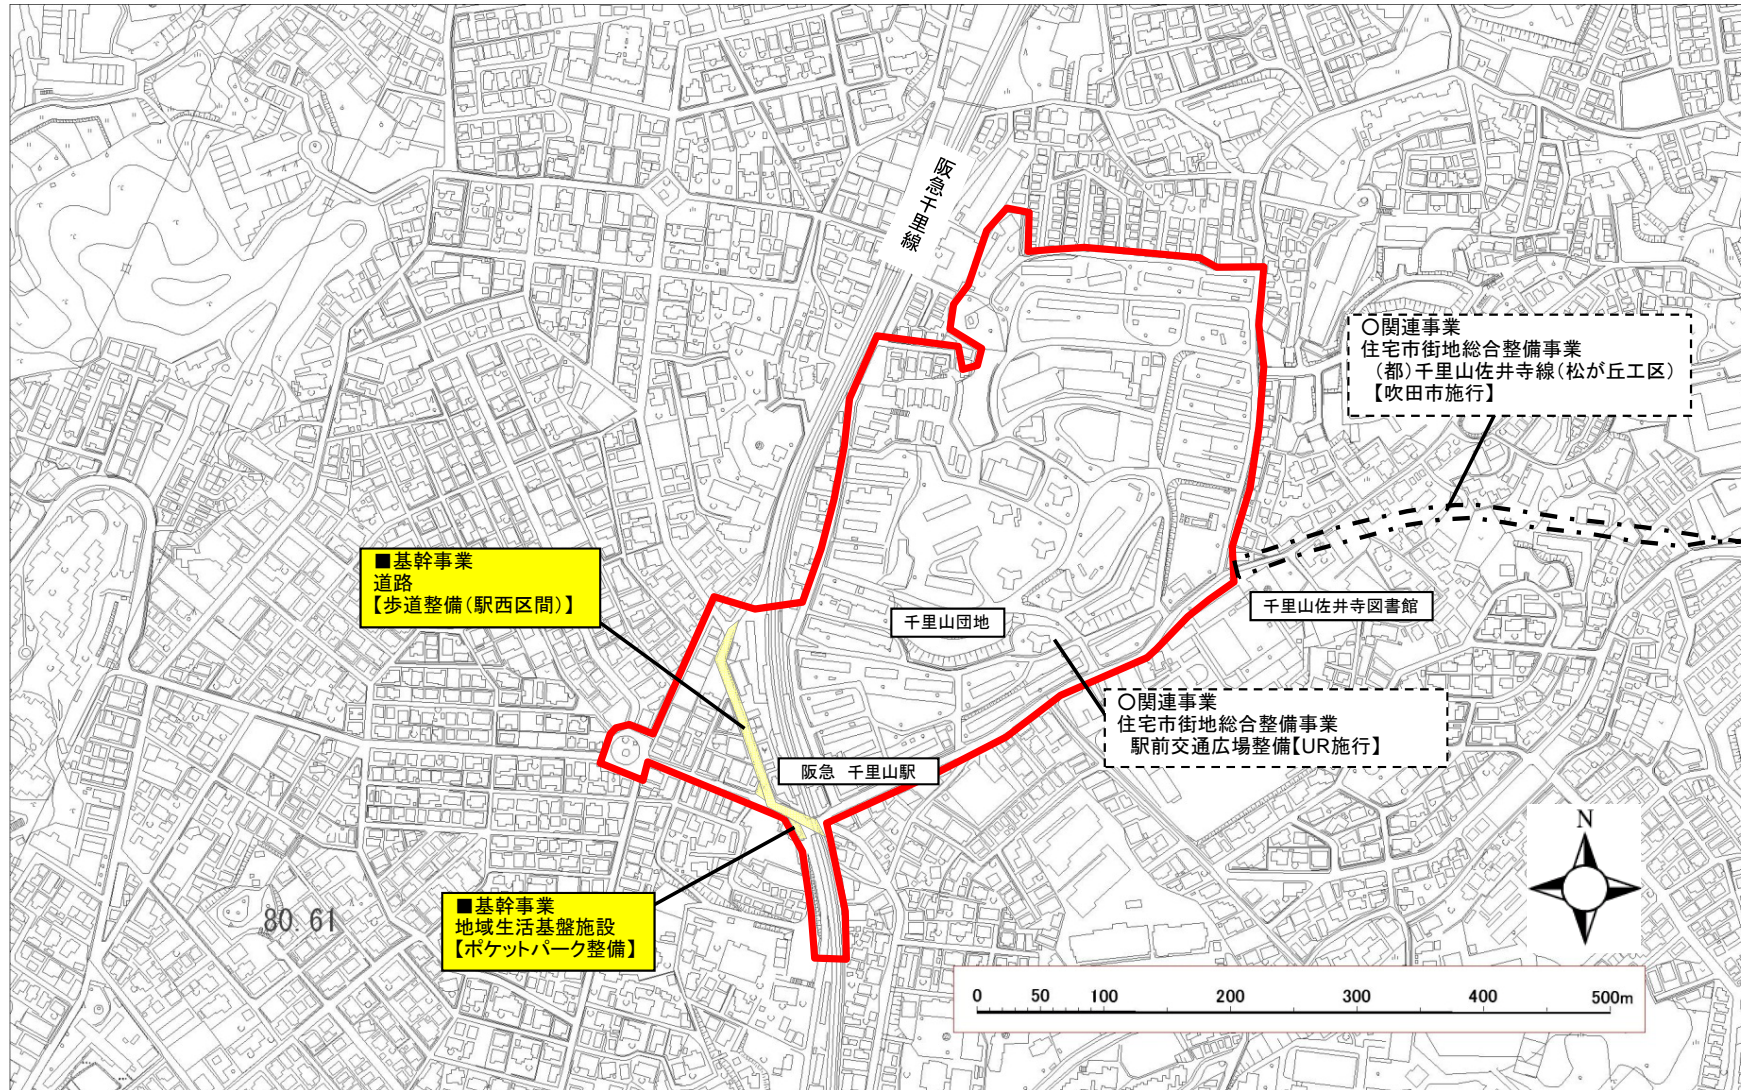 阪急千里線
〇関連事業
住宅市街地総合整備事業
（都）千里山佐井寺線（松が丘工区）
【吹田市施行】
■基幹事業
道路
【歩道整備（駅西区間）】
千里山団地
千里山佐井寺図書館
〇関連事業
住宅市街地総合整備事業
駅前交通広場整備【UR施行】
阪急 千里山駅
■基幹事業
地域生活基盤施設
【ポケットパーク整備】
80.61
N
0 50 100 200 300 400 500m